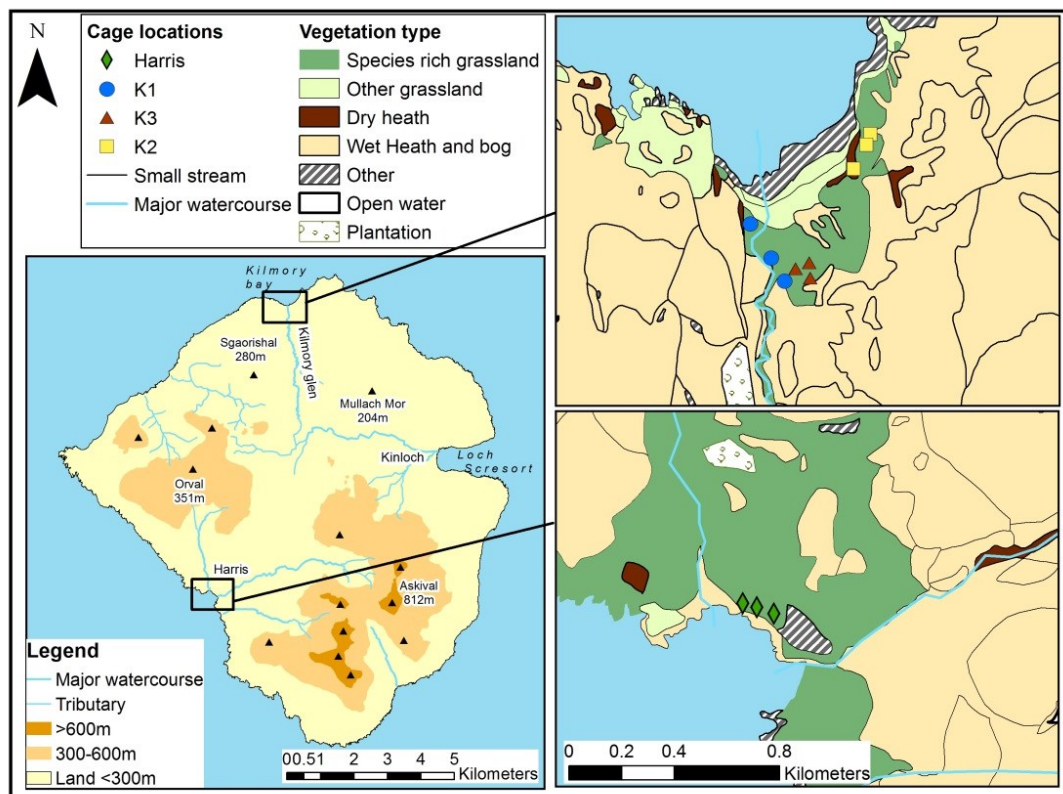 N
Cage locations
Harris
K1
K3
K2
Small stream
Major watercourse
Vegetation type
Species rich grassland
Other grassland
Dry heath
Wet Heath and bog
Other
Open water
Plantation
Kilmory
bay
Kilmory glen
Sgaorishal
280m
Mullach Mor
204m
Kinloch
Loch
Scresort
Orval
351m
Harris
Askival
812m
Legend
Major watercourse
Tributary
>600m
300-600m
Land <300m
00.51 2 3 4 5
Kilometers
0 0.2 0.4 0.8
Kilometers